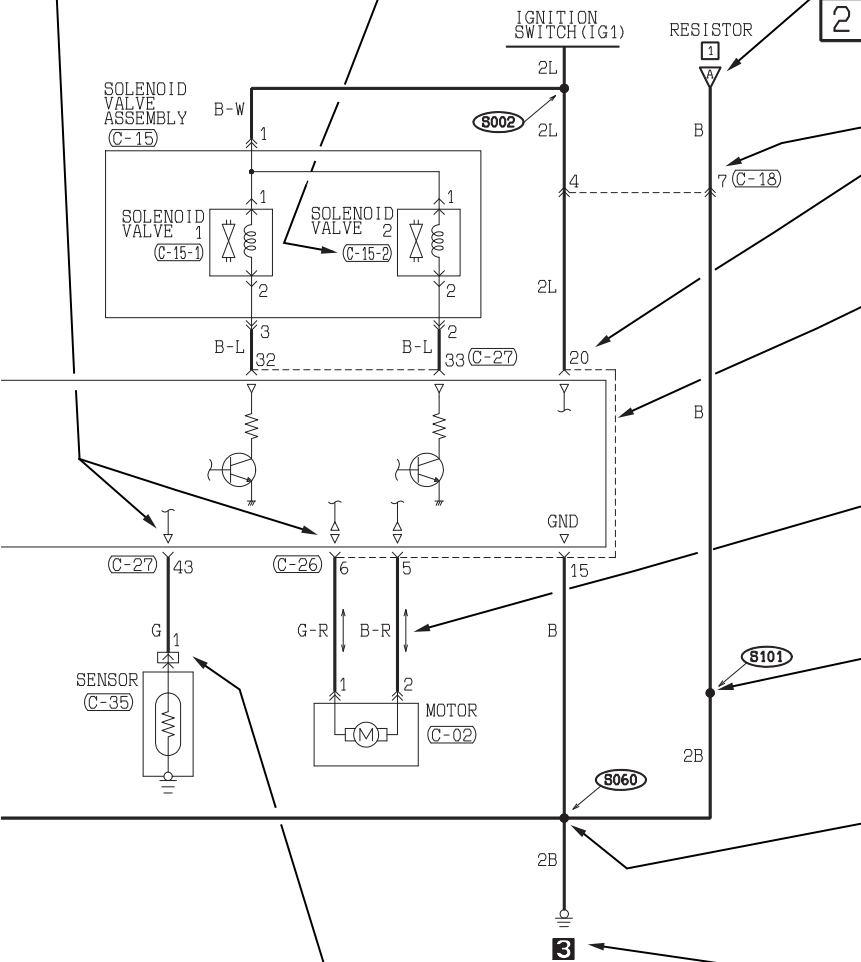 IGNITION
SWITCH(IG1)
RESISTOR
2
1
A
2L
SOLENOID
VALVE
ASSEMBLY
(C-15)
B-W
1
S002
2L
B
4
7 (C-18)
1
1
SOLENOID
VALVE 1
(C-15-1)
SOLENOID
VALVE 2
(C-15-2)
2
2
2L
3
2
B-L
32
B-L
33 (C-27)
20
B
GND
(C-27)
43
(C-26)
6
5
15
G
1
G-R
B-R
B
S101
SENSOR
(C-35)
1
2
M
MOTOR
(C-02)
2B
S060
2B
3